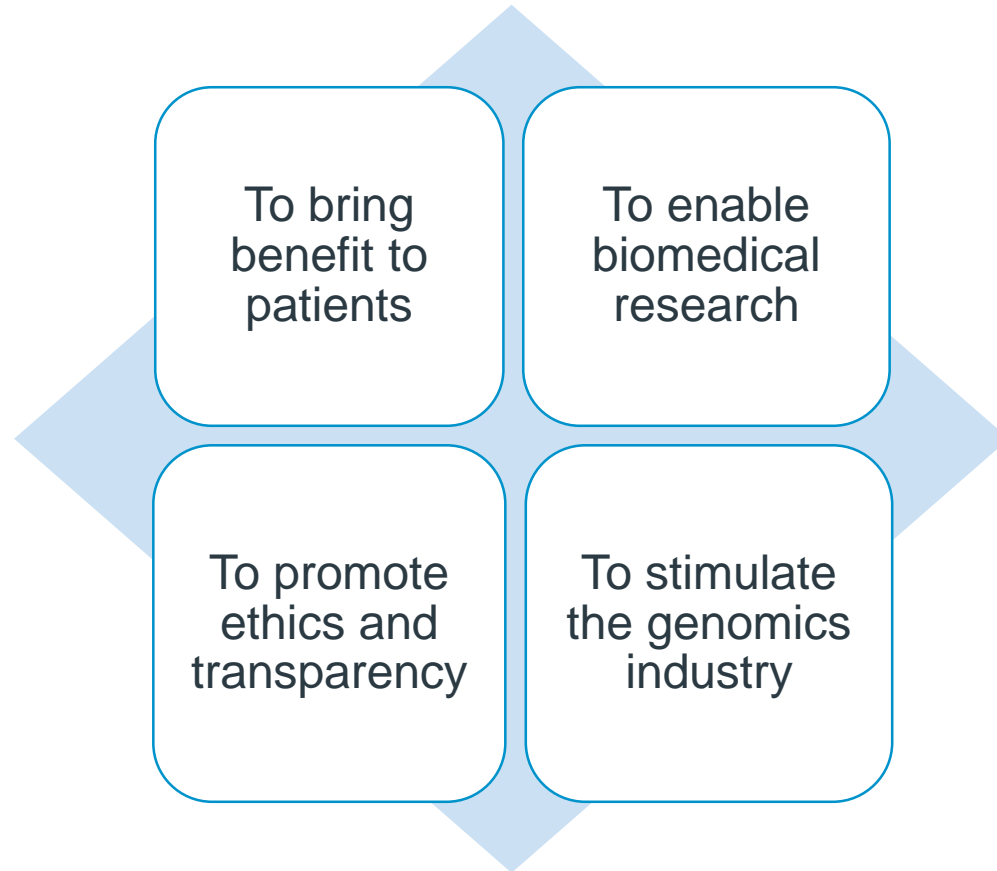 To bring
benefit to
patients
To enable
biomedical
research
To promote
ethics and
transparency
To stimulate
the genomics
industry